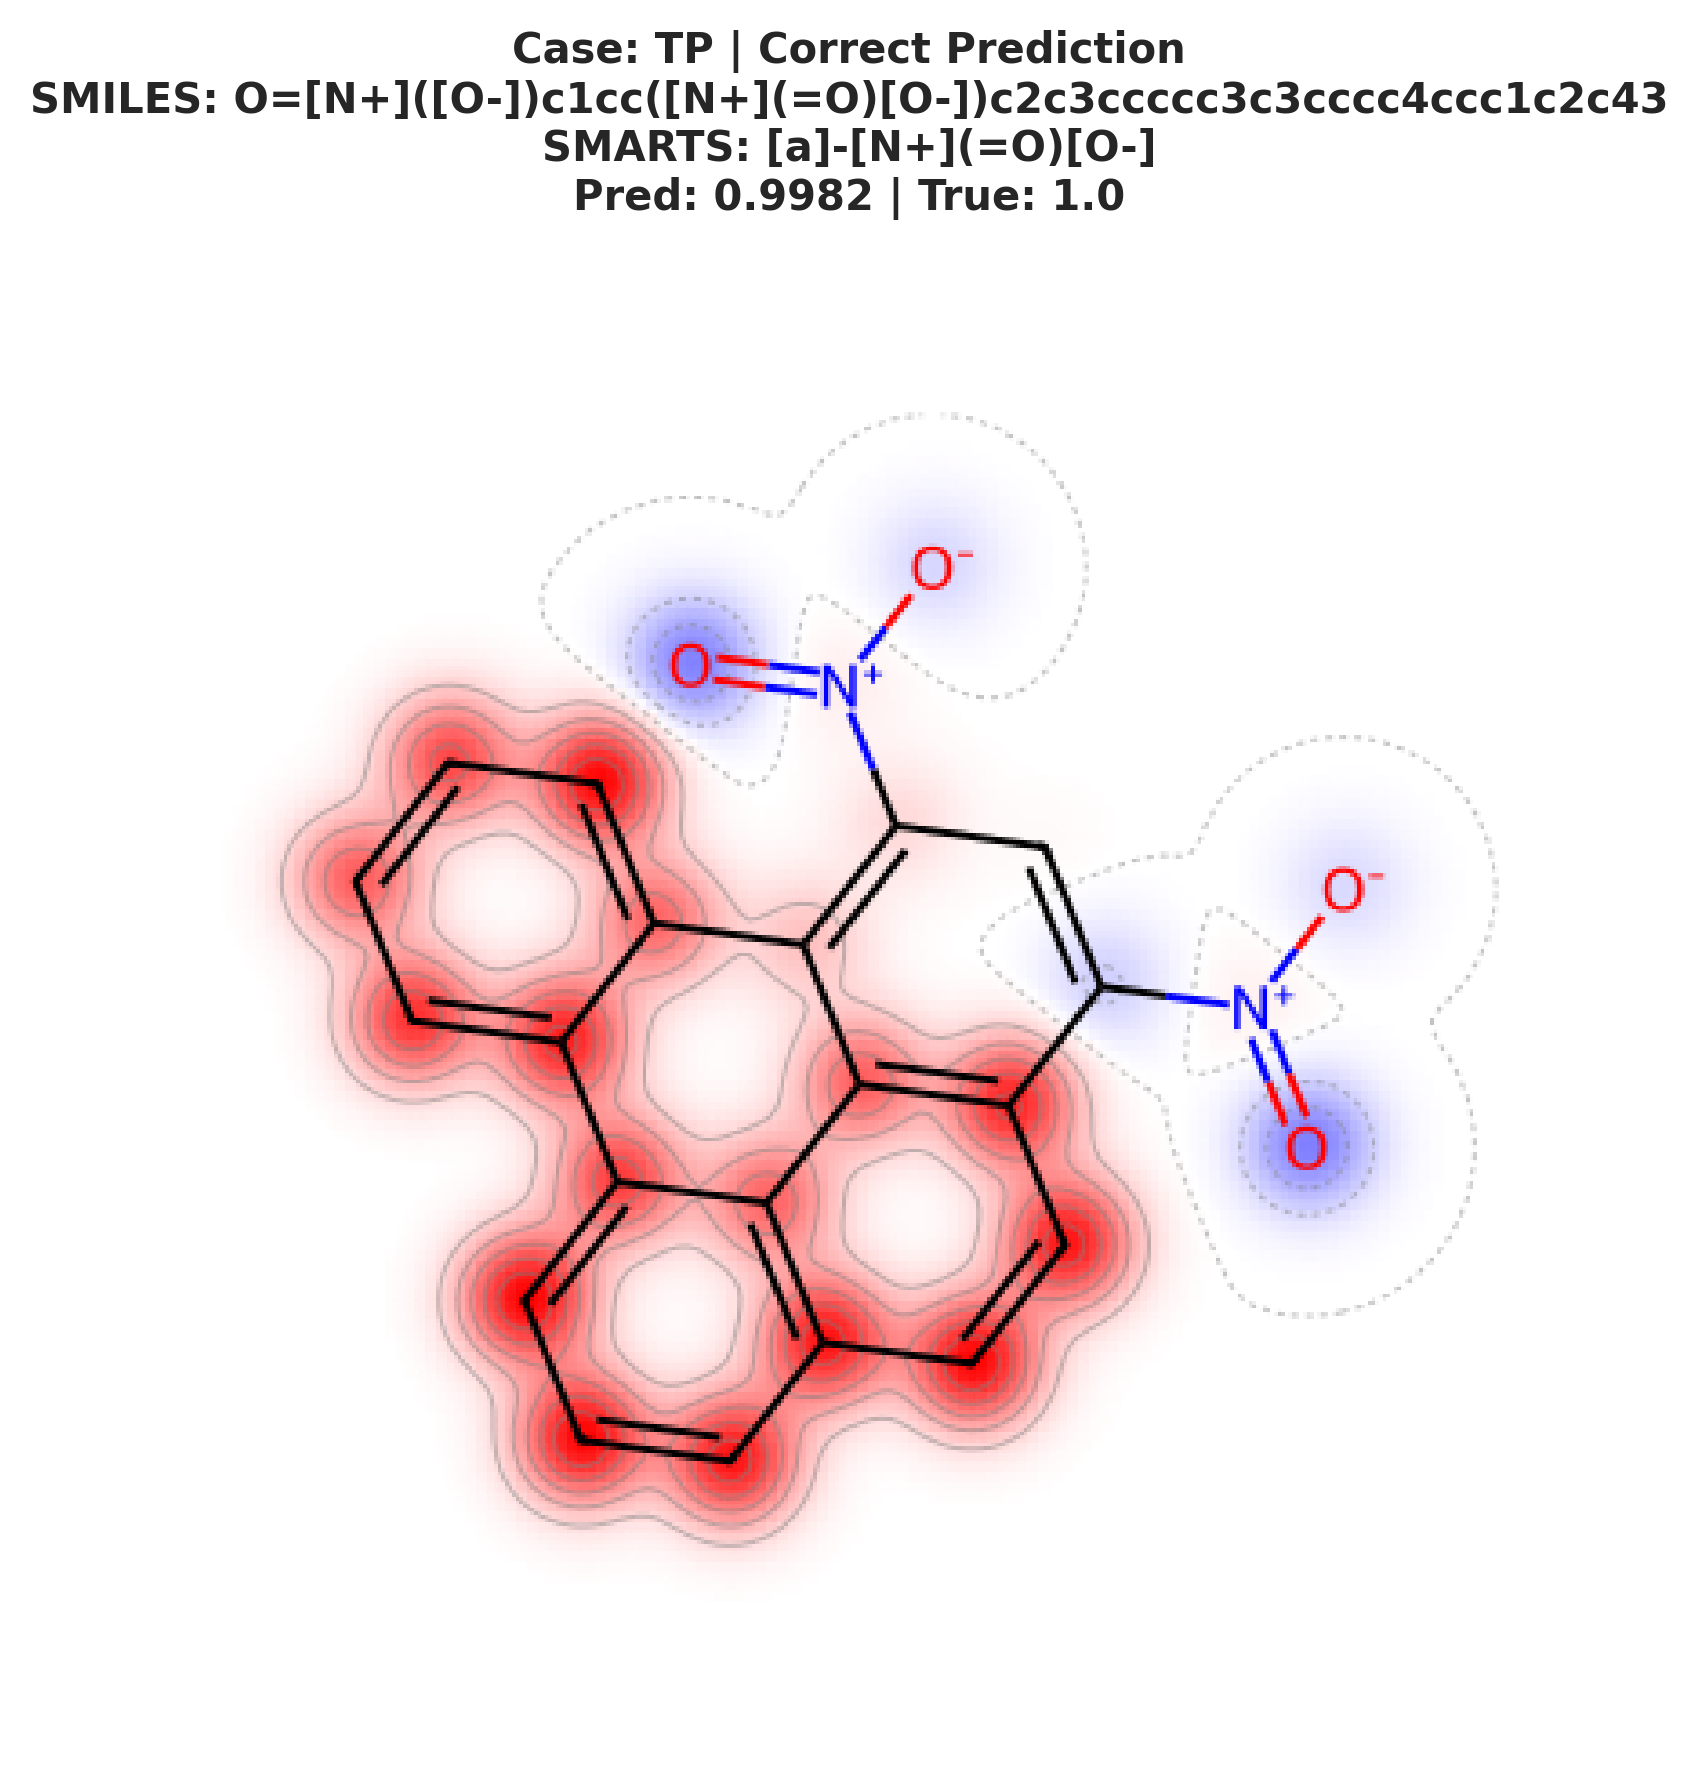 Case: TP | Correct Prediction
SMILES: O=[N+]([O-])c1cc([N+](=O)[O-])c2c3ccccc3c3cccc4ccc1c2c43
SMARTS: [a]-[N+](=O)[O-]
Pred: 0.9982 | True: 1.0
O⁻
O
N⁺
O⁻
N⁺
O